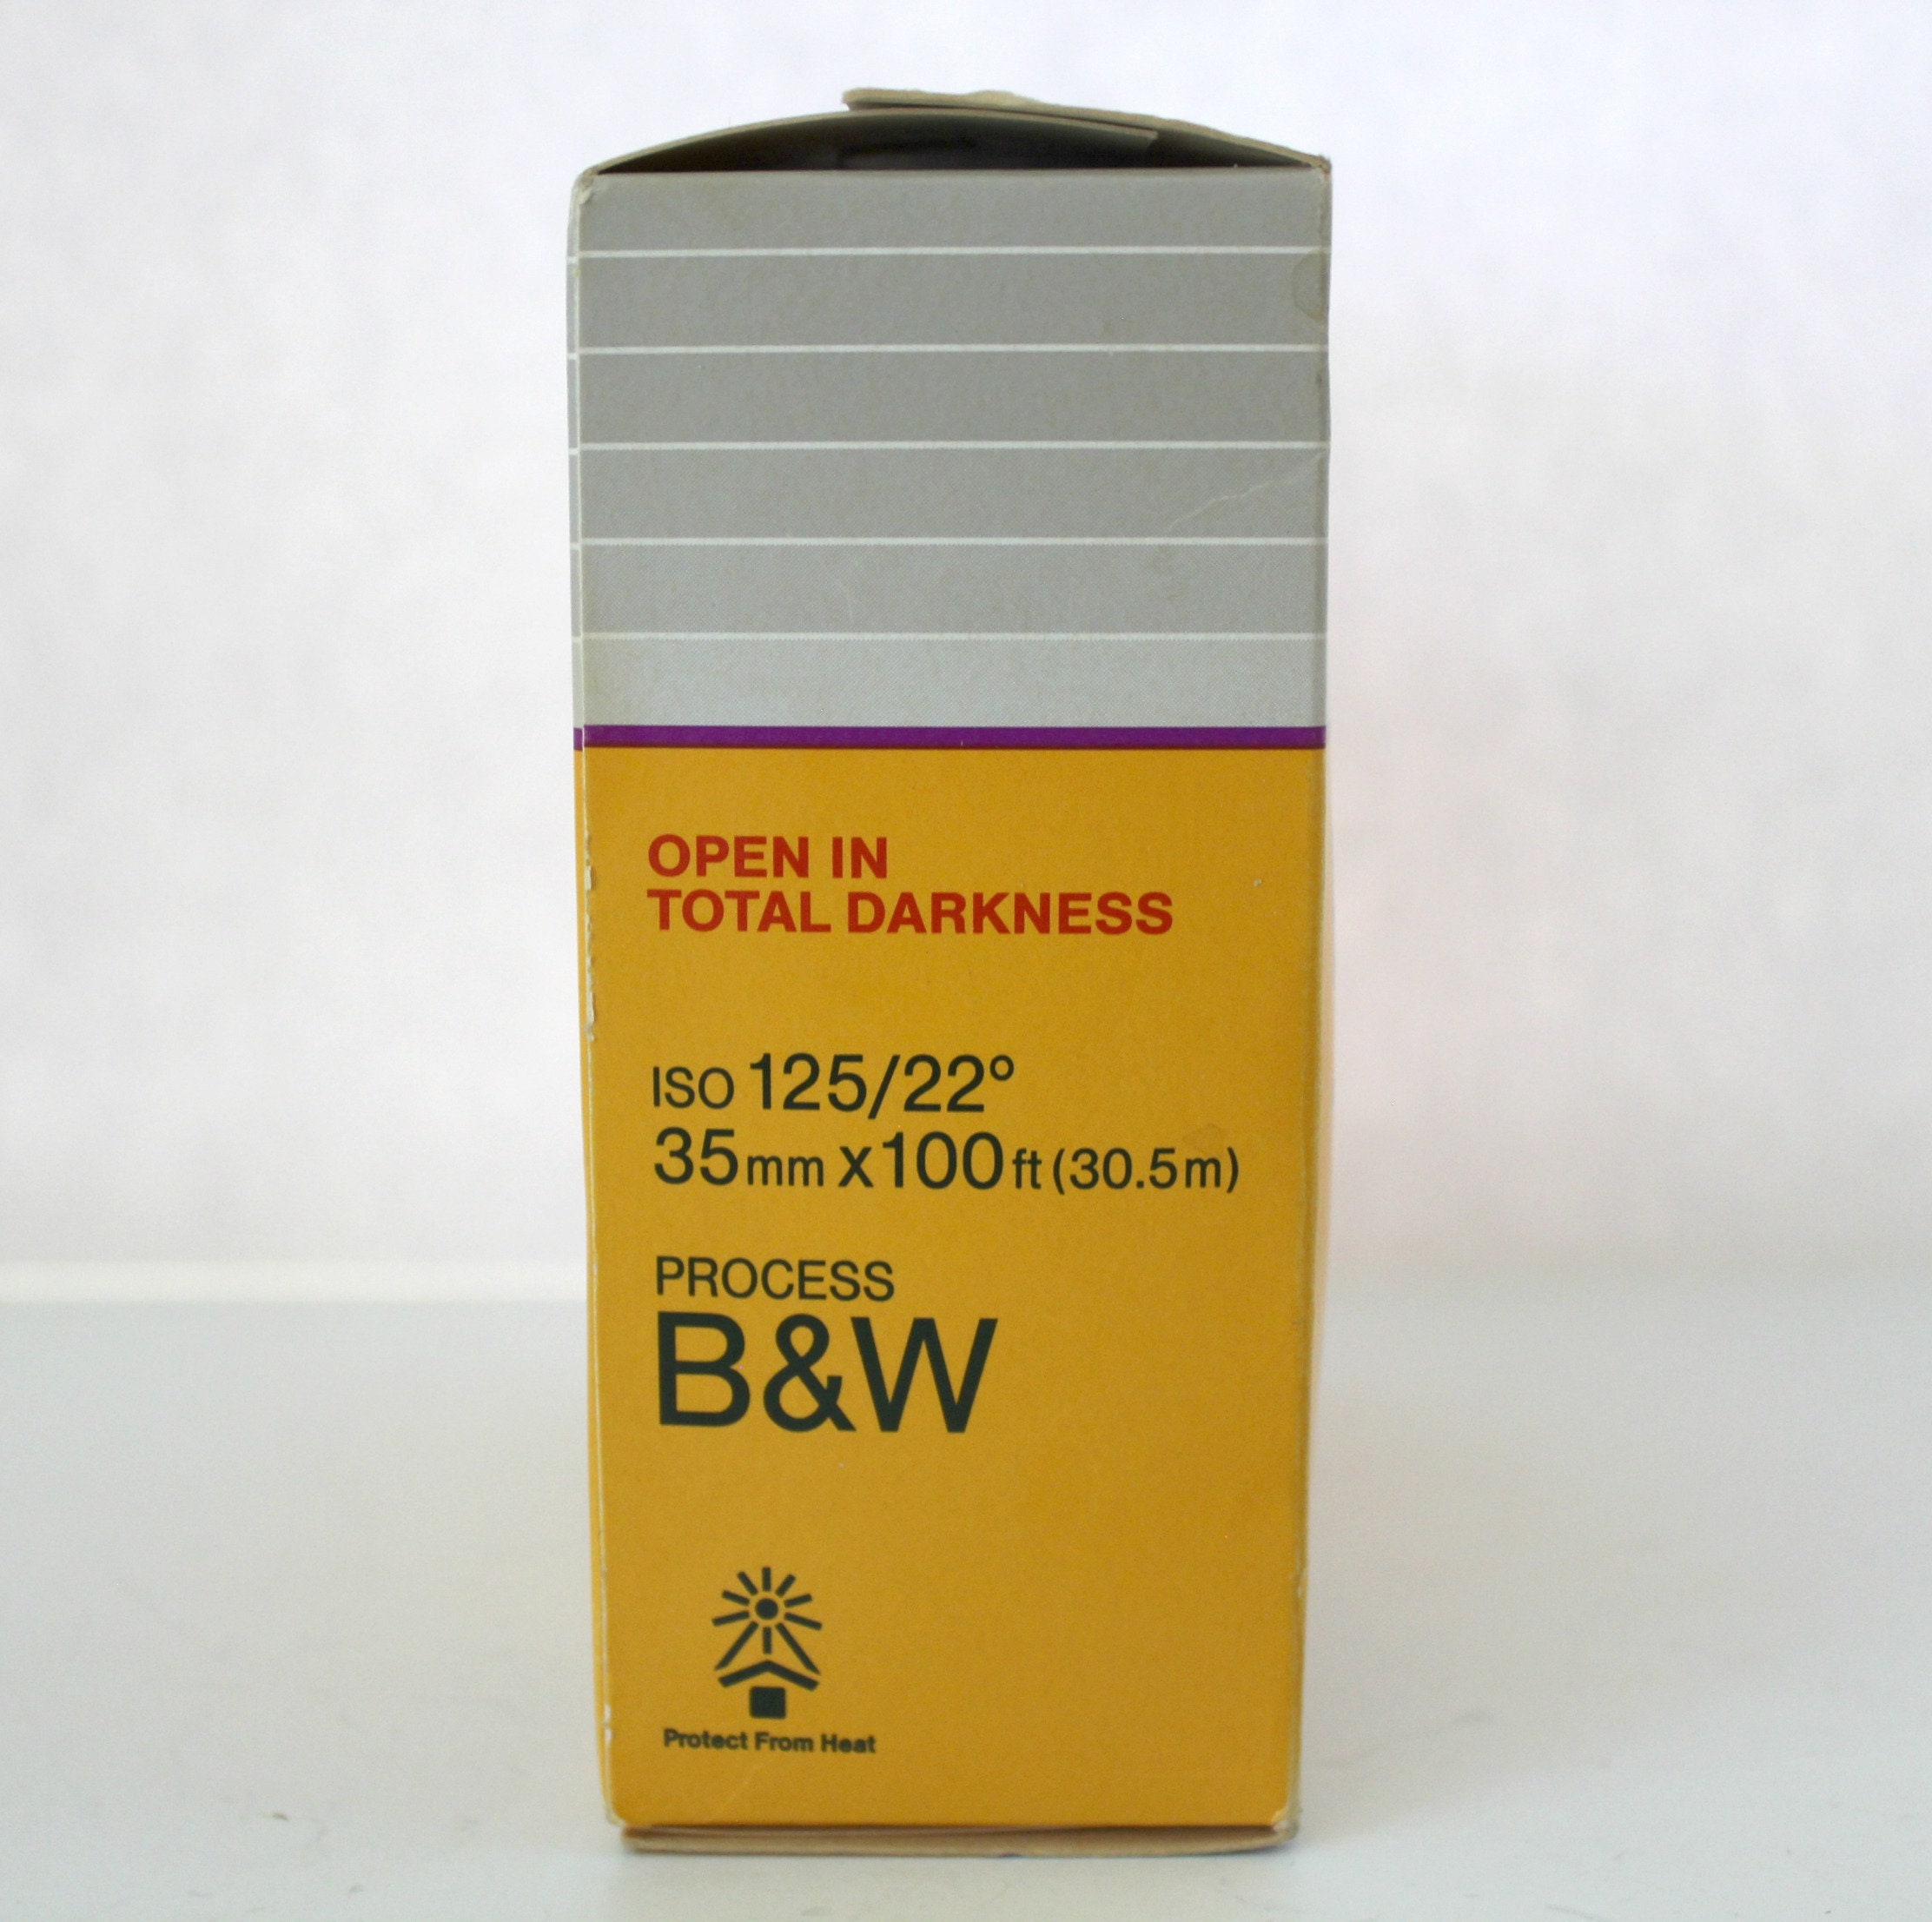 OPEN IN
TOTAL DARKNESS
ISO 125/22°
35mm x 100ft (30.5m)
PROCESS
B&W
Protect From Heat